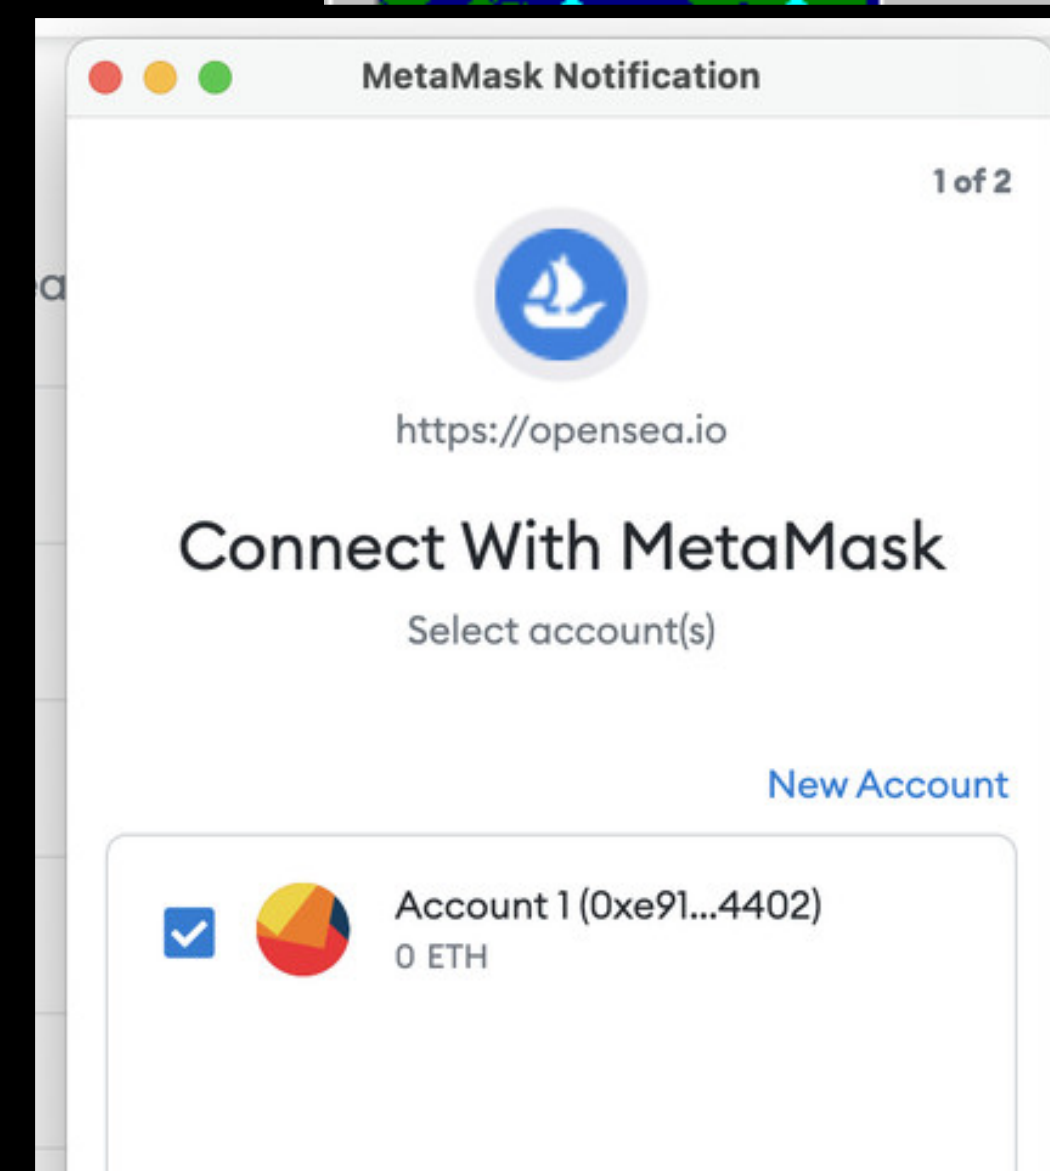 MetaMask Notification
1 of 2
ea
https://opensea.io
Connect With MetaMask
Select account(s)
New Account
Account 1 (0xe91...4402)
0 ETH